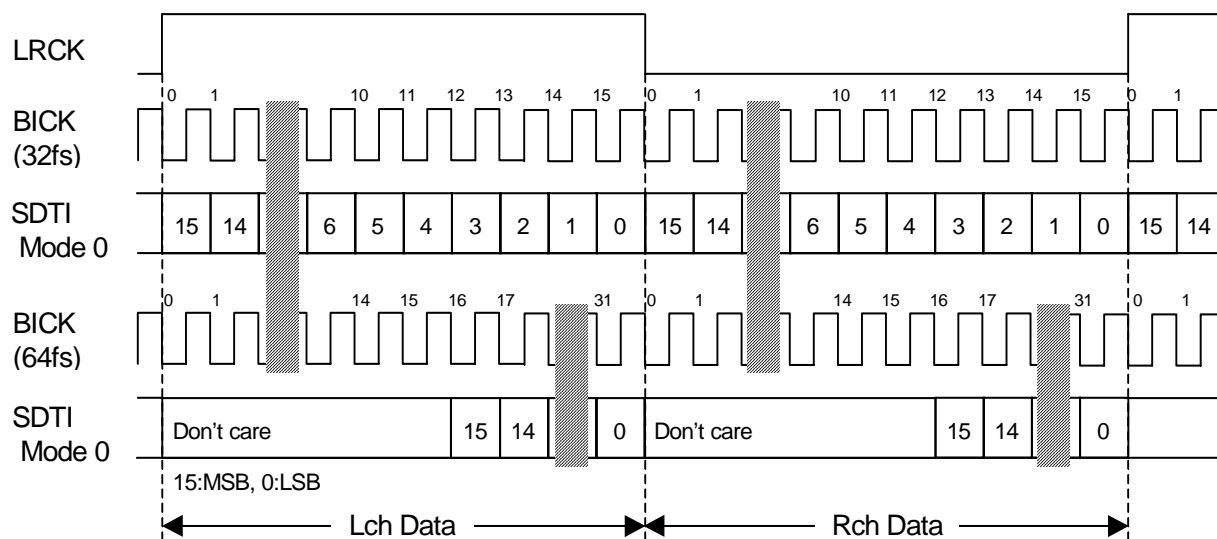 LRCK
0 1 10 11 12 13 14 15 0 1 10 11 12 13 14 15 0 1
BICK
(32fs)
SDTI
Mode 0
15 14 6 5 4 3 2 1 0 15 14 6 5 4 3 2 1 0 15 14
0 1 14 15 16 17 31 0 1 14 15 16 17 31 0 1
BICK
(64fs)
SDTI
Mode 0
Don't care 15 14 0 Don't care 15 14 0
15:MSB, 0:LSB
Lch Data Rch Data